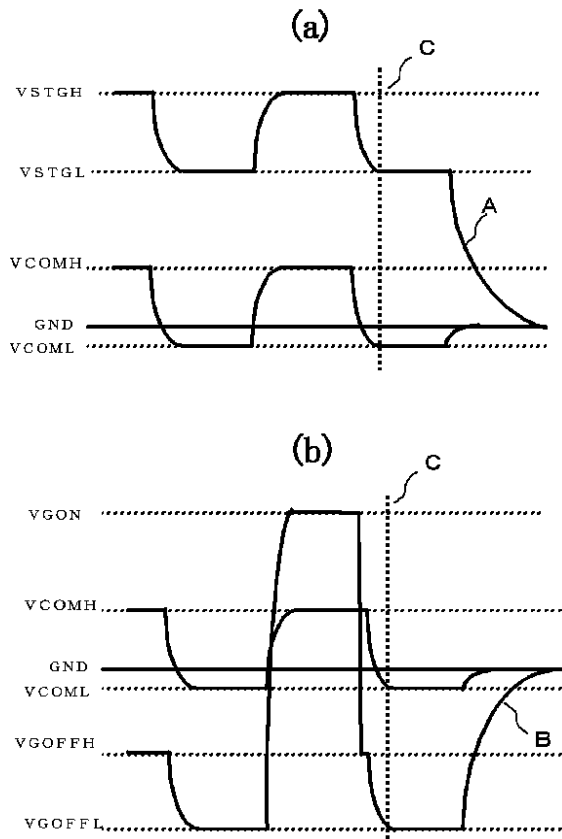 (a)
C
VSTGH
VSTGL
A
VCOMH
GND
VCOML
(b)
C
VGON
VCOMH
GND
VCOML
VGOFFH
B
VGOFFL